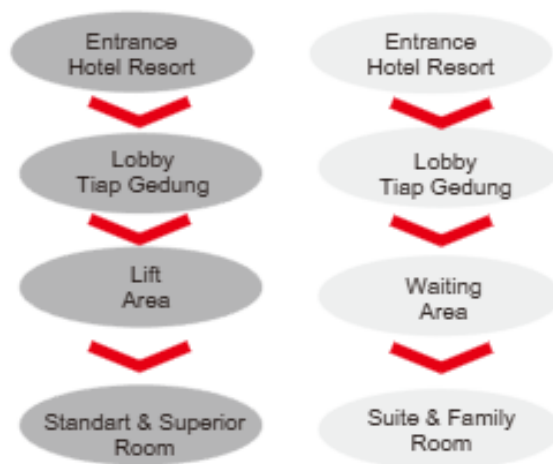 Entrance
Hotel Resort
Lobby
Tiap Gedung
Lift
Area
Standart & Superior
Room
Entrance
Hotel Resort
Lobby
Tiap Gedung
Waiting
Area
Suite & Family
Room